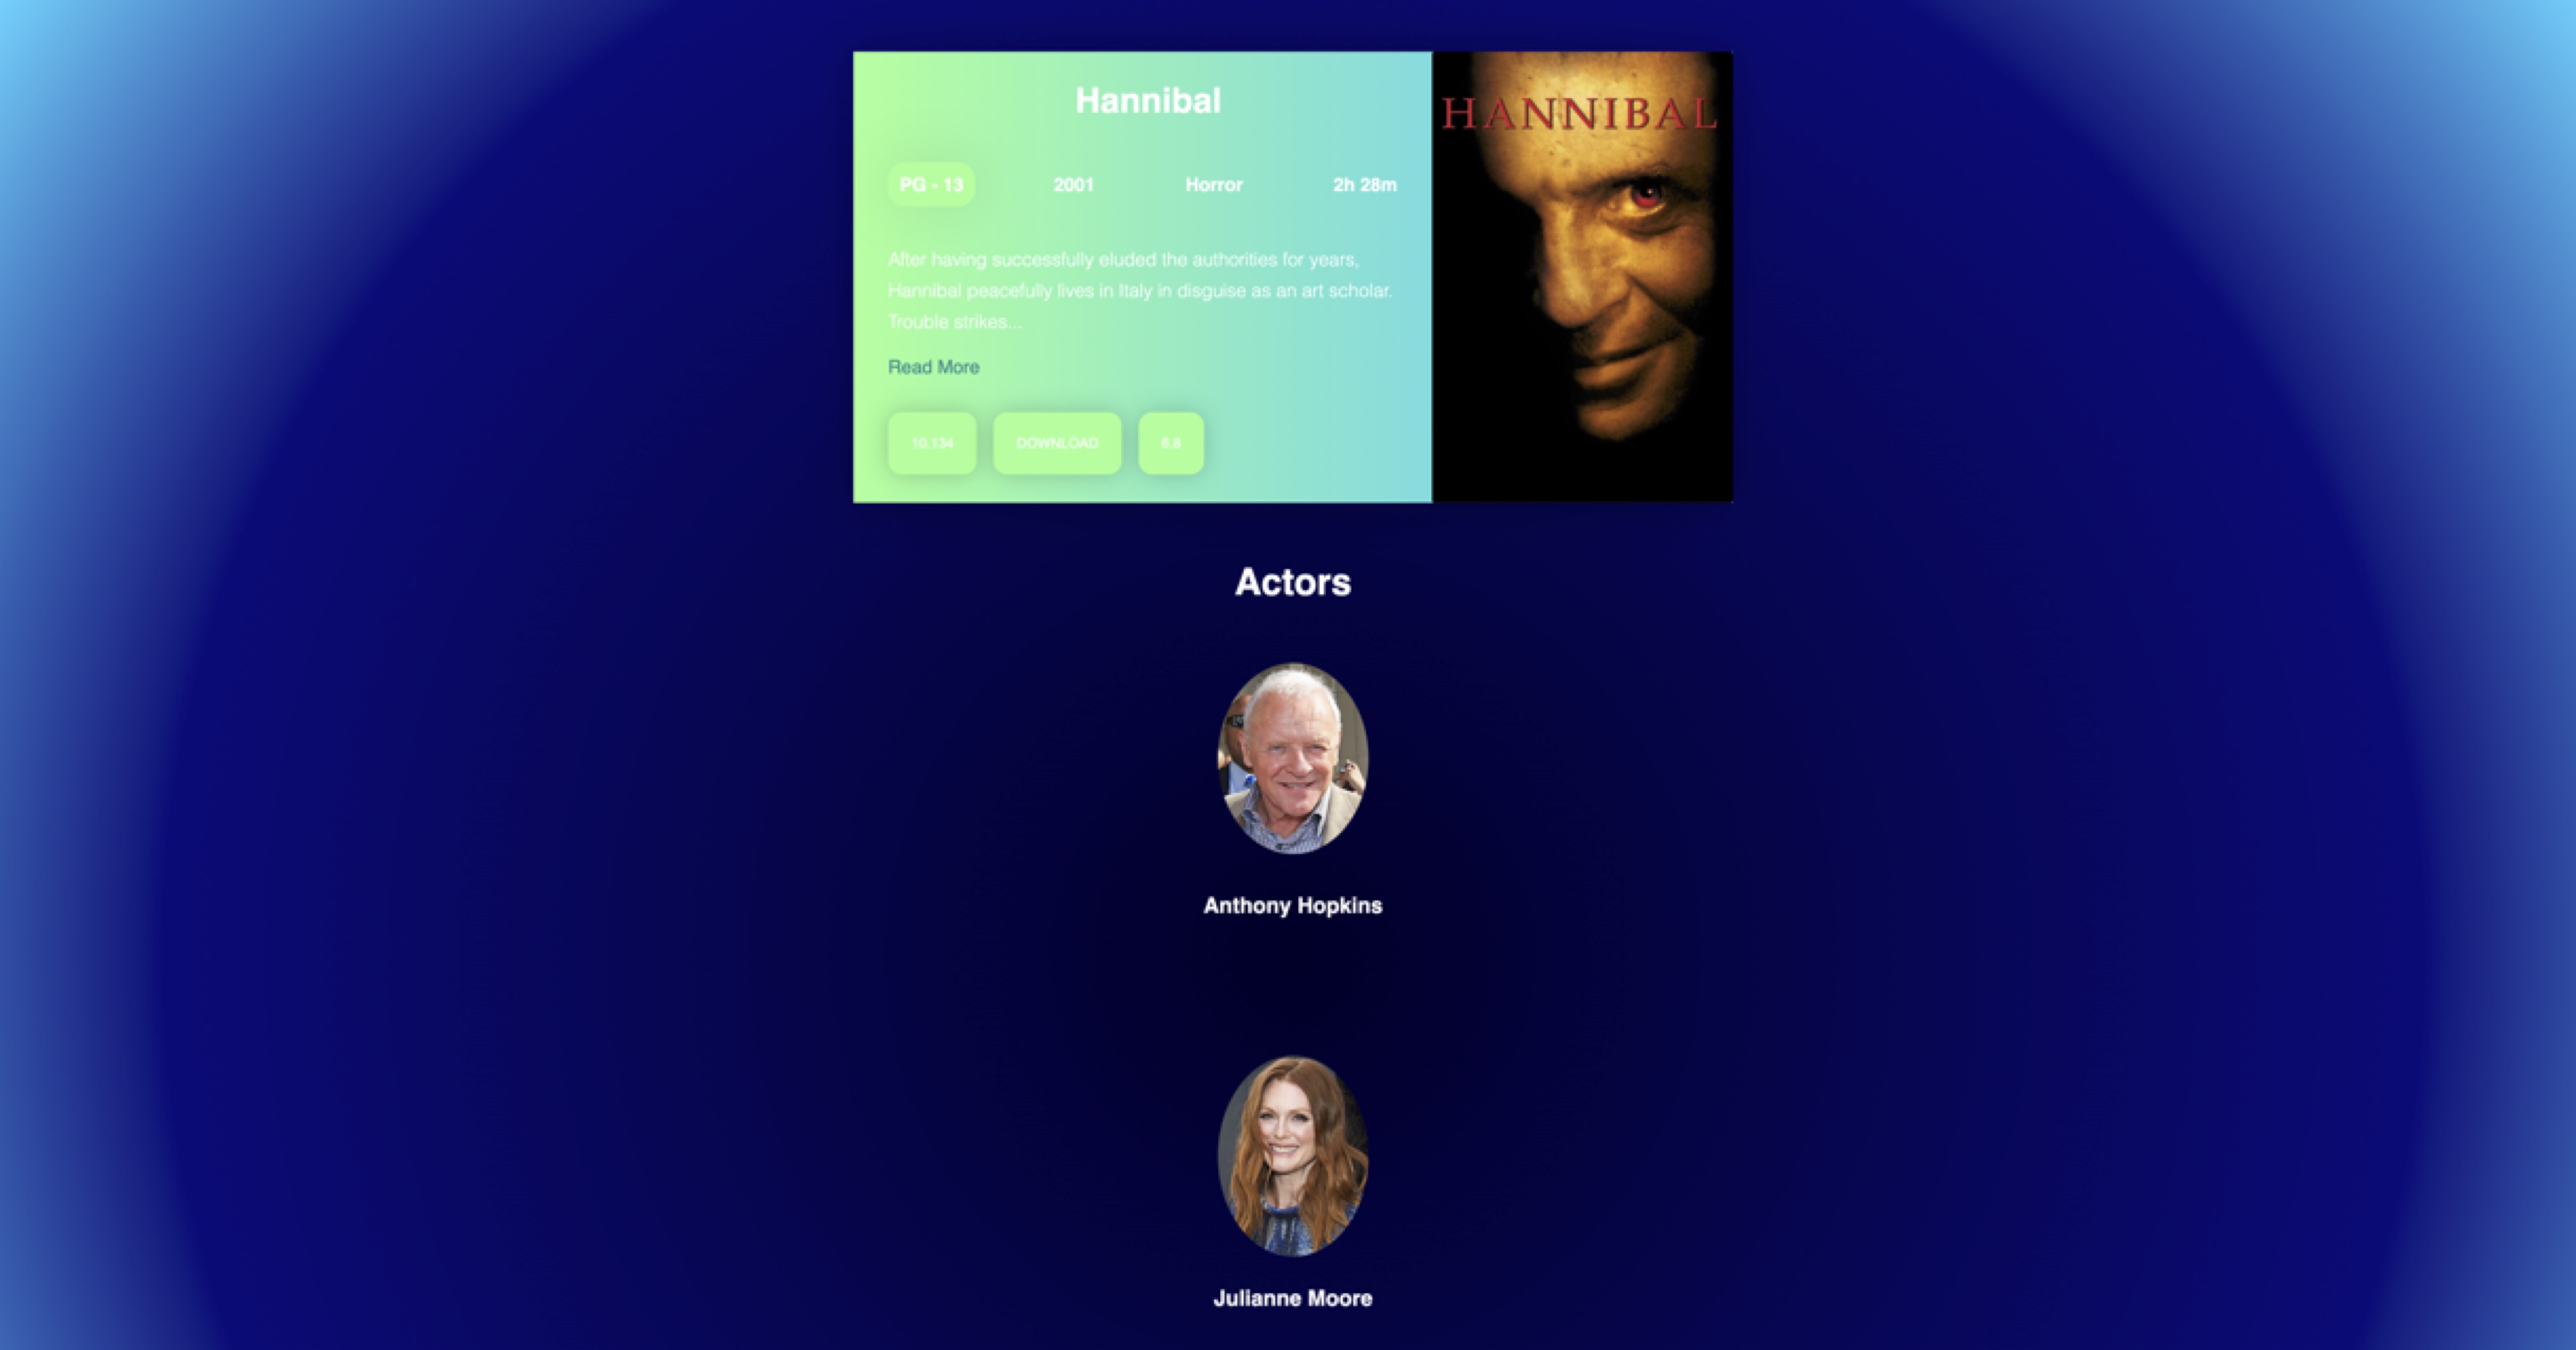 Hannibal
HANNIBAL
PG - 13
2001
Horror
2h 28m
After having successfully eluded the authorities for years,
Hannibal peacefully lives in Italy in disguise as an art scholar.
Trouble strikes...
Read More
10.134
DOWNLOAD
6.8
Actors
Anthony Hopkins
Julianne Moore